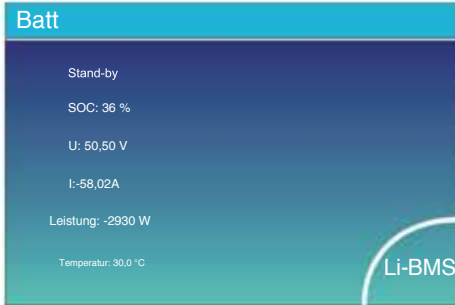 Batt
Stand-by
SOC: 36 %
U: 50,50 V
I:-58,02A
Leistung: -2930 W
Temperatur: 30,0 °C
Li-BMS